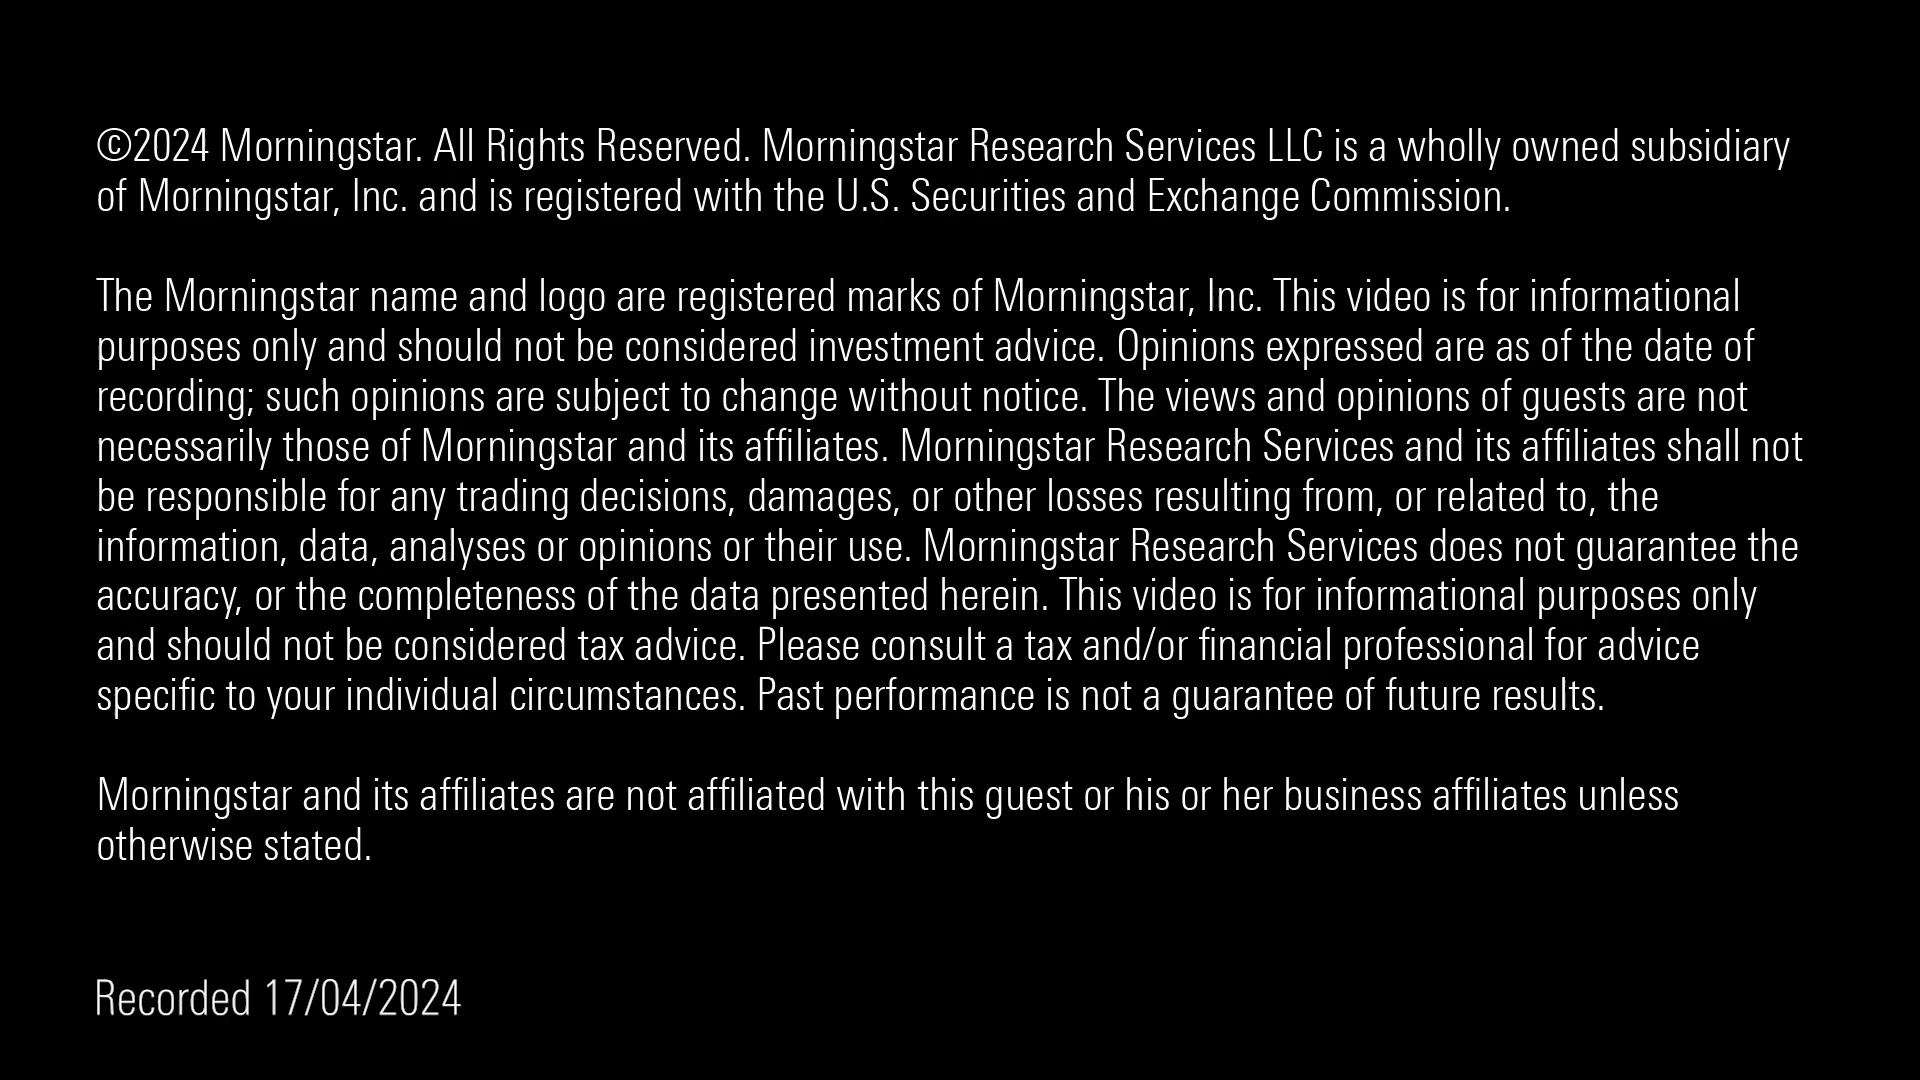 ©2024 Morningstar. All Rights Reserved. Morningstar Research Services LLC is a wholly owned subsidiary
of Morningstar, Inc. and is registered with the U.S. Securities and Exchange Commission.
The Morningstar name and logo are registered marks of Morningstar, Inc. This video is for informational
purposes only and should not be considered investment advice. Opinions expressed are as of the date of
recording; such opinions are subject to change without notice. The views and opinions of guests are not
necessarily those of Morningstar and its affiliates. Morningstar Research Services and its affiliates shall not
be responsible for any trading decisions, damages, or other losses resulting from, or related to, the
information, data, analyses or opinions or their use. Morningstar Research Services does not guarantee the
accuracy, or the completeness of the data presented herein. This video is for informational purposes only
and should not be considered tax advice. Please consult a tax and/or financial professional for advice
specific to your individual circumstances. Past performance is not a guarantee of future results.
Morningstar and its affiliates are not affiliated with this guest or his or her business affiliates unless
otherwise stated.
Recorded 17/04/2024